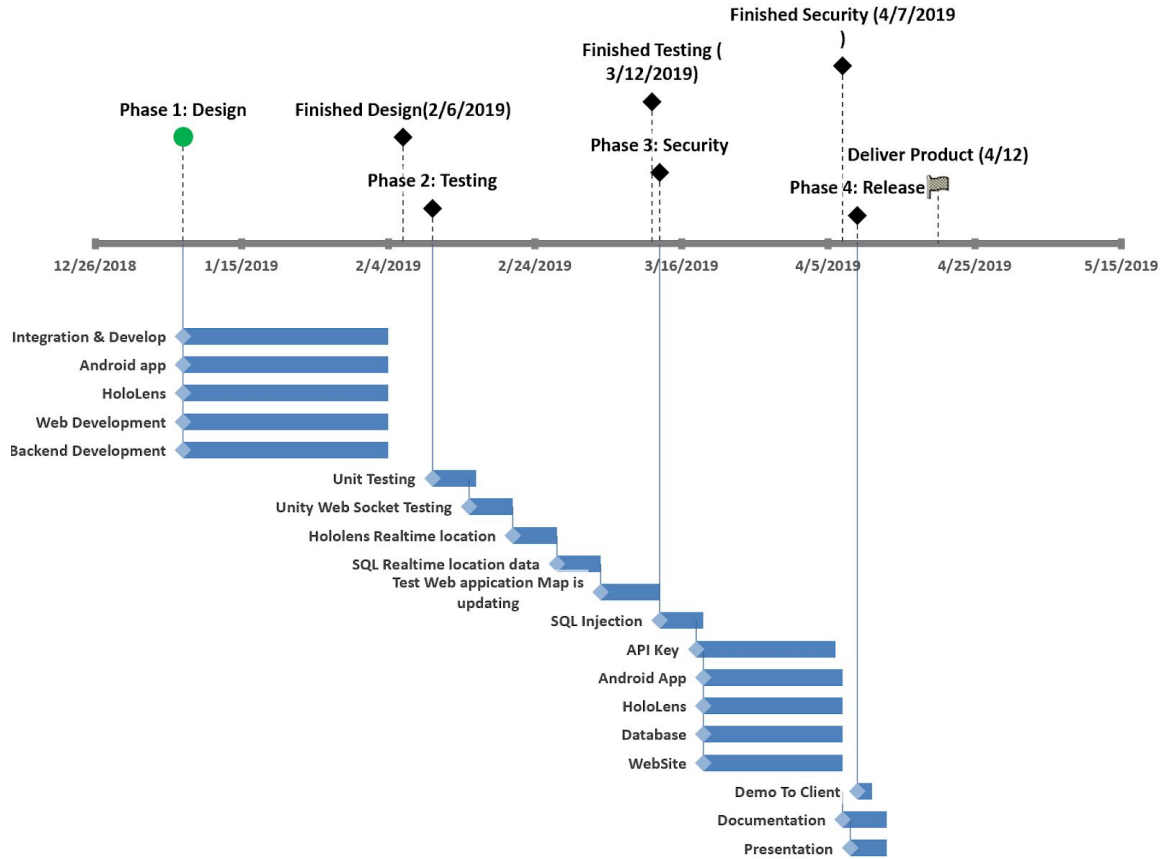 Finished Security (4/7/2019
)
Finished Testing (
3/12/2019)
Phase 1: Design
Finished Design(2/6/2019)
Phase 3: Security
Deliver Product (4/12)
Phase 2: Testing
Phase 4: Release
12/26/2018
1/15/2019
2/4/2019
2/24/2019
3/16/2019
4/5/2019
4/25/2019
5/15/2019
Integration & Develop
Android app
HoloLens
Web Development
Backend Development
Unit Testing
Unity Web Socket Testing
Hololens Realtime location
SQL Realtime location data
Test Web appication Map is
updating
SQL Injection
API Key
Android App
HoloLens
Database
WebSite
Demo To Client
Documentation
Presentation